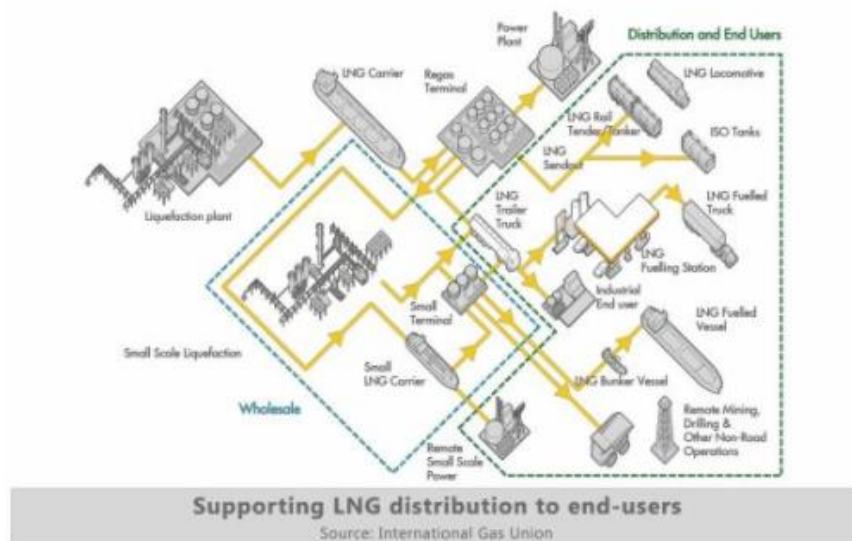 Power
Plant
Distribution and End Users
LNG Carrier
Regas
Terminal
LNG Locomotive
LNG Rail
Tender/Tanker
ISO Tanks
LNG
Sendout
Liquefaction plant
LNG
Trailer
Truck
LNG Fuelled
Truck
LNG
Fuelling Station
Industrial
End user
Small
Terminal
LNG Fuelled
Vessel
Small Scale Liquefaction
Small
LNG Carrier
LNG Bunker Vessel
Wholesale
Remote Mining,
Drilling &
Other Non-Road
Operations
Remote
Small Scale
Power
Supporting LNG distribution to end-users
Source: International Gas Union